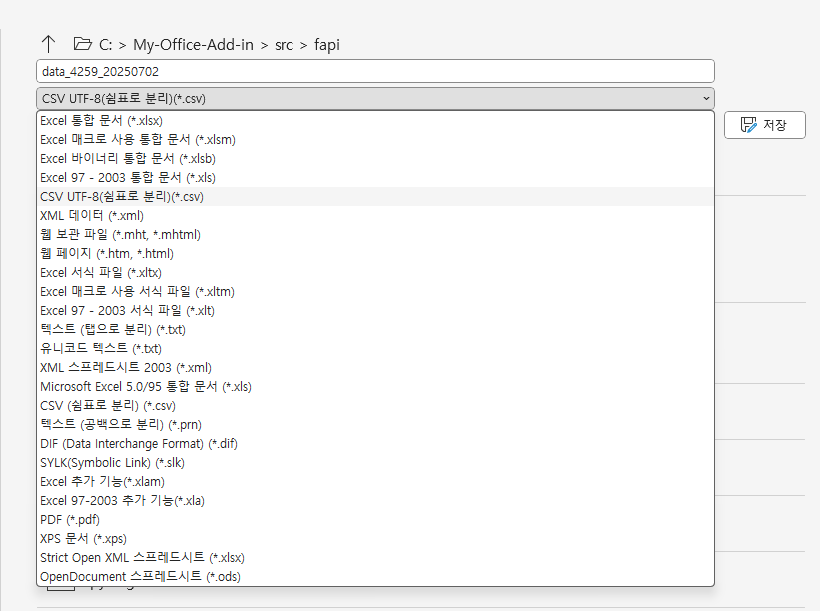 C: > My-Office-Add-in > src > fapi
data_4259_20250702
CSV UTF-8(쉼표로 분리)(*.csv)
Excel 통합 문서 (*.xlsx)
저장
Excel 매크로 사용 통합 문서 (*.xlsm)
Excel 바이너리 통합 문서 (*.xlsb)
Excel 97 - 2003 통합 문서 (*.xls)
CSV UTF-8(쉼표로 분리)(*.csv)
XML 데이터 (*.xml)
웹 보관 파일 (*.mht, *.mhtml)
웹 페이지 (*.htm, *.html)
Excel 서식 파일 (*.xltx)
Excel 매크로 사용 서식 파일 (*.xltm)
Excel 97 - 2003 서식 파일 (*.xlt)
텍스트 (탭으로 분리) (*.txt)
유니코드 텍스트 (*.txt)
XML 스프레드시트 2003 (*.xml)
Microsoft Excel 5.0/95 통합 문서 (*.xls)
CSV (쉼표로 분리) (*.csv)
텍스트 (공백으로 분리) (*.prn)
DIF (Data Interchange Format) (*.dif)
SYLK(Symbolic Link) (*.slk)
Excel 추가 기능(*.xlam)
Excel 97-2003 추가 기능(*.xla)
PDF (*.pdf)
XPS 문서 (*.xps)
Strict Open XML 스프레드시트 (*.xlsx)
OpenDocument 스프레드시트 (*.ods)